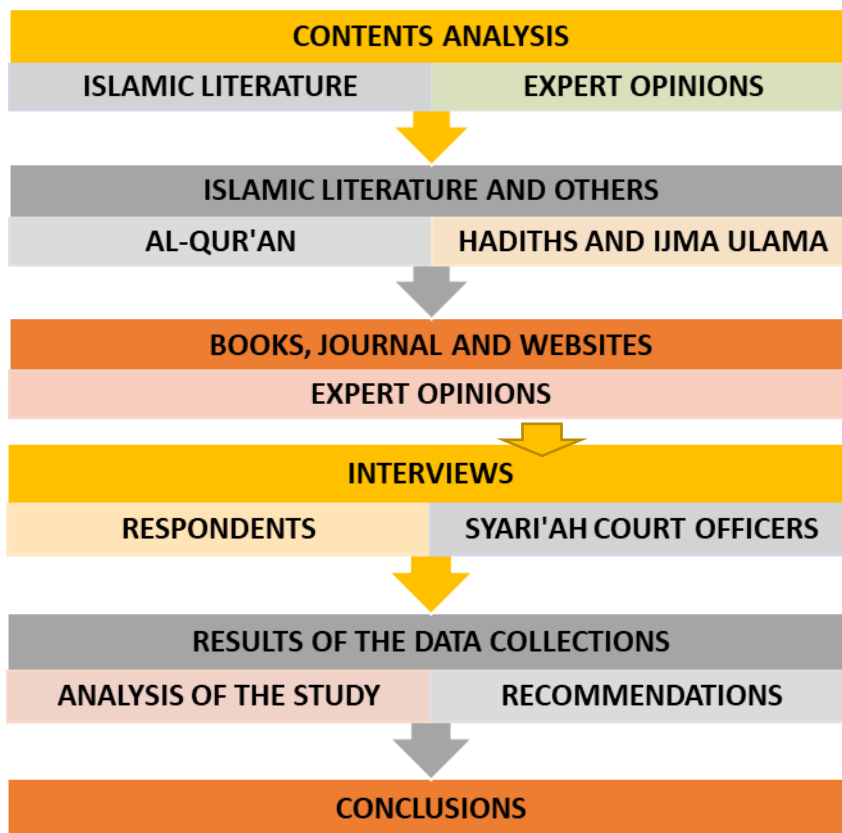 CONTENTS ANALYSIS
ISLAMIC LITERATURE
EXPERT OPINIONS
ISLAMIC LITERATURE AND OTHERS
AL-QUR'AN
HADITHS AND IJMA ULAMA
BOOKS, JOURNAL AND WEBSITES
EXPERT OPINIONS
INTERVIEWS
RESPONDENTS
SYARI'AH COURT OFFICERS
RESULTS OF THE DATA COLLECTIONS
ANALYSIS OF THE STUDY
RECOMMENDATIONS
CONCLUSIONS